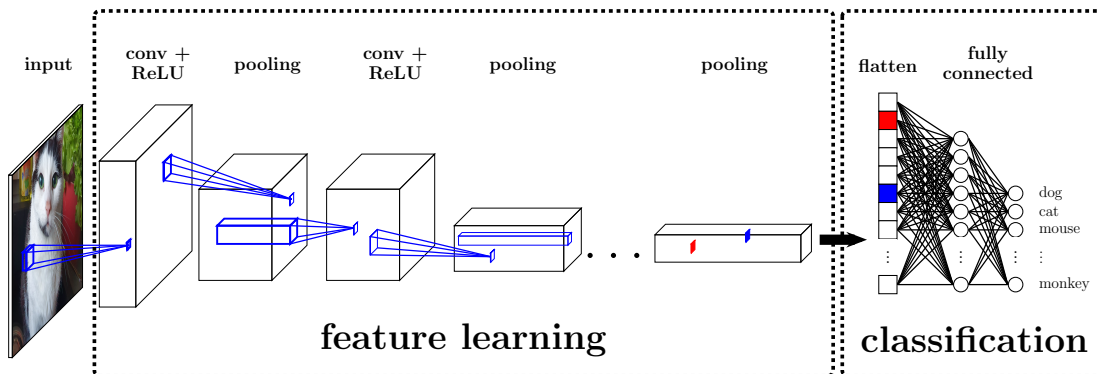 input
conv +
ReLU
pooling
conv +
ReLU
pooling
pooling
flatten
fully
connected
dog
cat
mouse
monkey
feature learning
classification